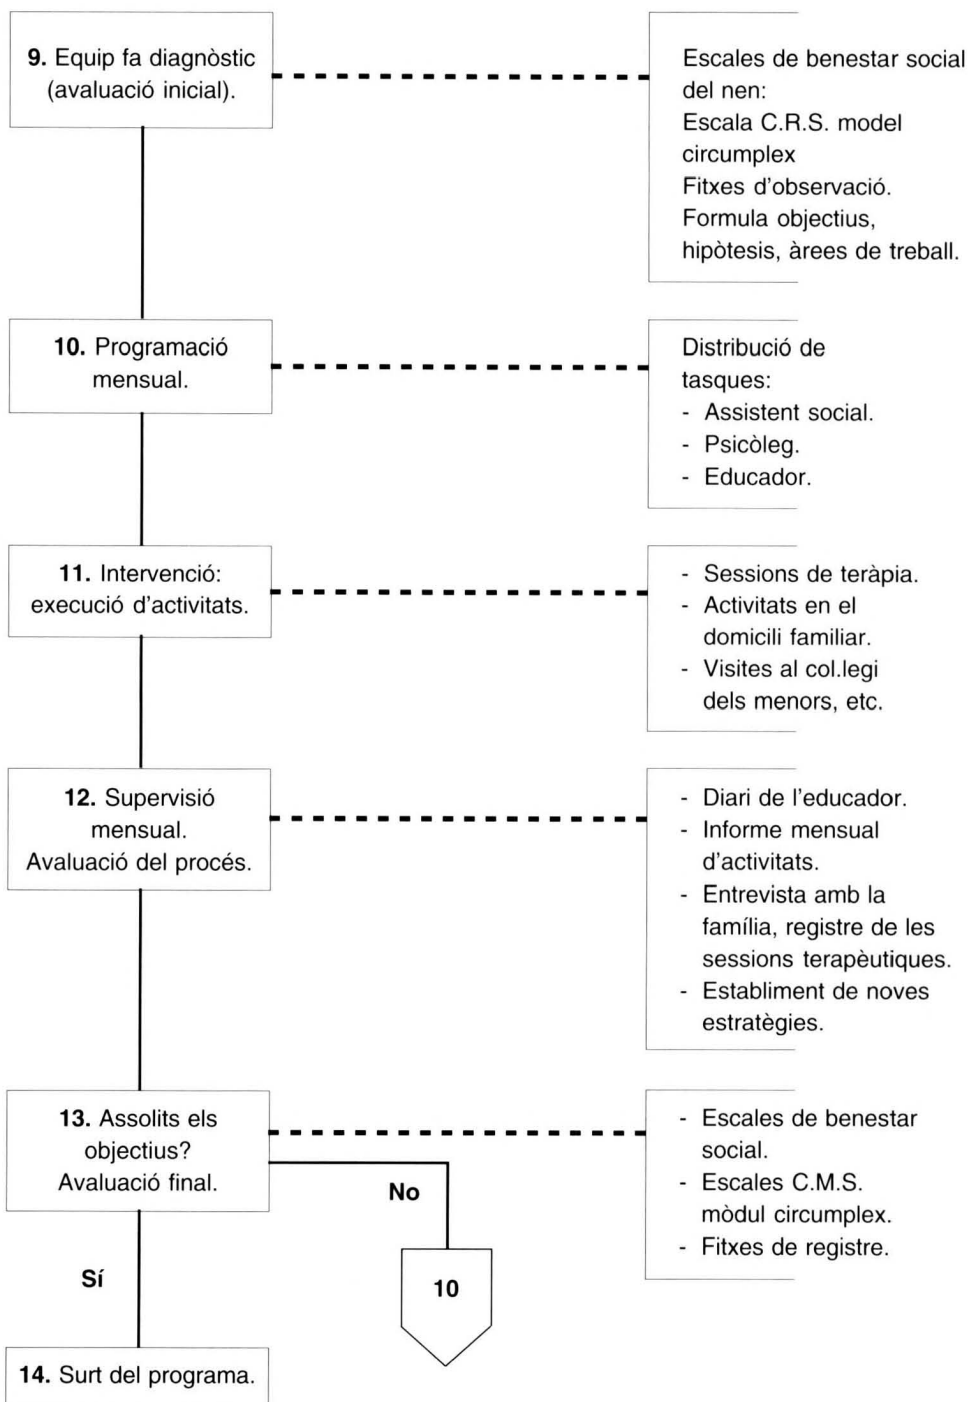 9. Equip fa diagnòstic
(avaluació inicial).
Escales de benestar social
del nen:
Escala C.R.S. model
circumplex
Fitxes d'observació.
Formula objectius,
hipòtesis, àrees de treball.
10. Programació
mensual.
Distribució de
tasques:
- Assistent social.
- Psicòleg.
- Educador.
11. Intervenció:
execució d'activitats.
- Sessions de teràpia.
- Activitats en el
domicili familiar.
- Visites al col.legi
dels menors, etc.
12. Supervisió
mensual.
Avaluació del procés.
- Diari de l'educador.
- Informe mensual
d'activitats.
- Entrevista amb la
família, registre de les
sessions terapèutiques.
- Establiment de noves
estratègies.
13. Assolits els
objectius?
Avaluació final.
- Escales de benestar
social.
- Escales C.M.S.
mòdul circumplex.
- Fitxes de registre.
No
Sí
10
14. Surt del programa.